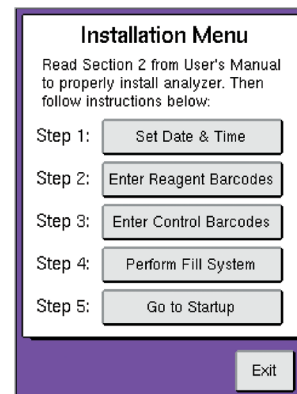 Installation Menu
Read Section 2 from User's Manual
to properly install analyzer. Then
follow instructions below:
Step 1: Set Date & Time
Step 2: Enter Reagent Barcodes
Step 3: Enter Control Barcodes
Step 4: Perform Fill System
Step 5: Go to Startup
Exit